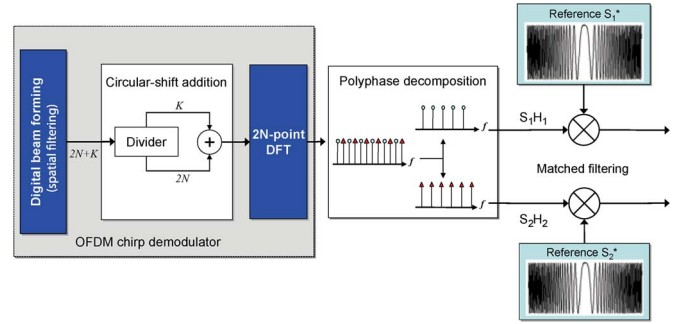 Reference S1*
Digital beam forming
(spatial filtering)
2N+K
Circular-shift addition
K
Divider
+
2N
2N-point
DFT
OFDM chirp demodulator
Polyphase decomposition
f
f
f
S1H1
Matched filtering
S2H2
Reference S2*